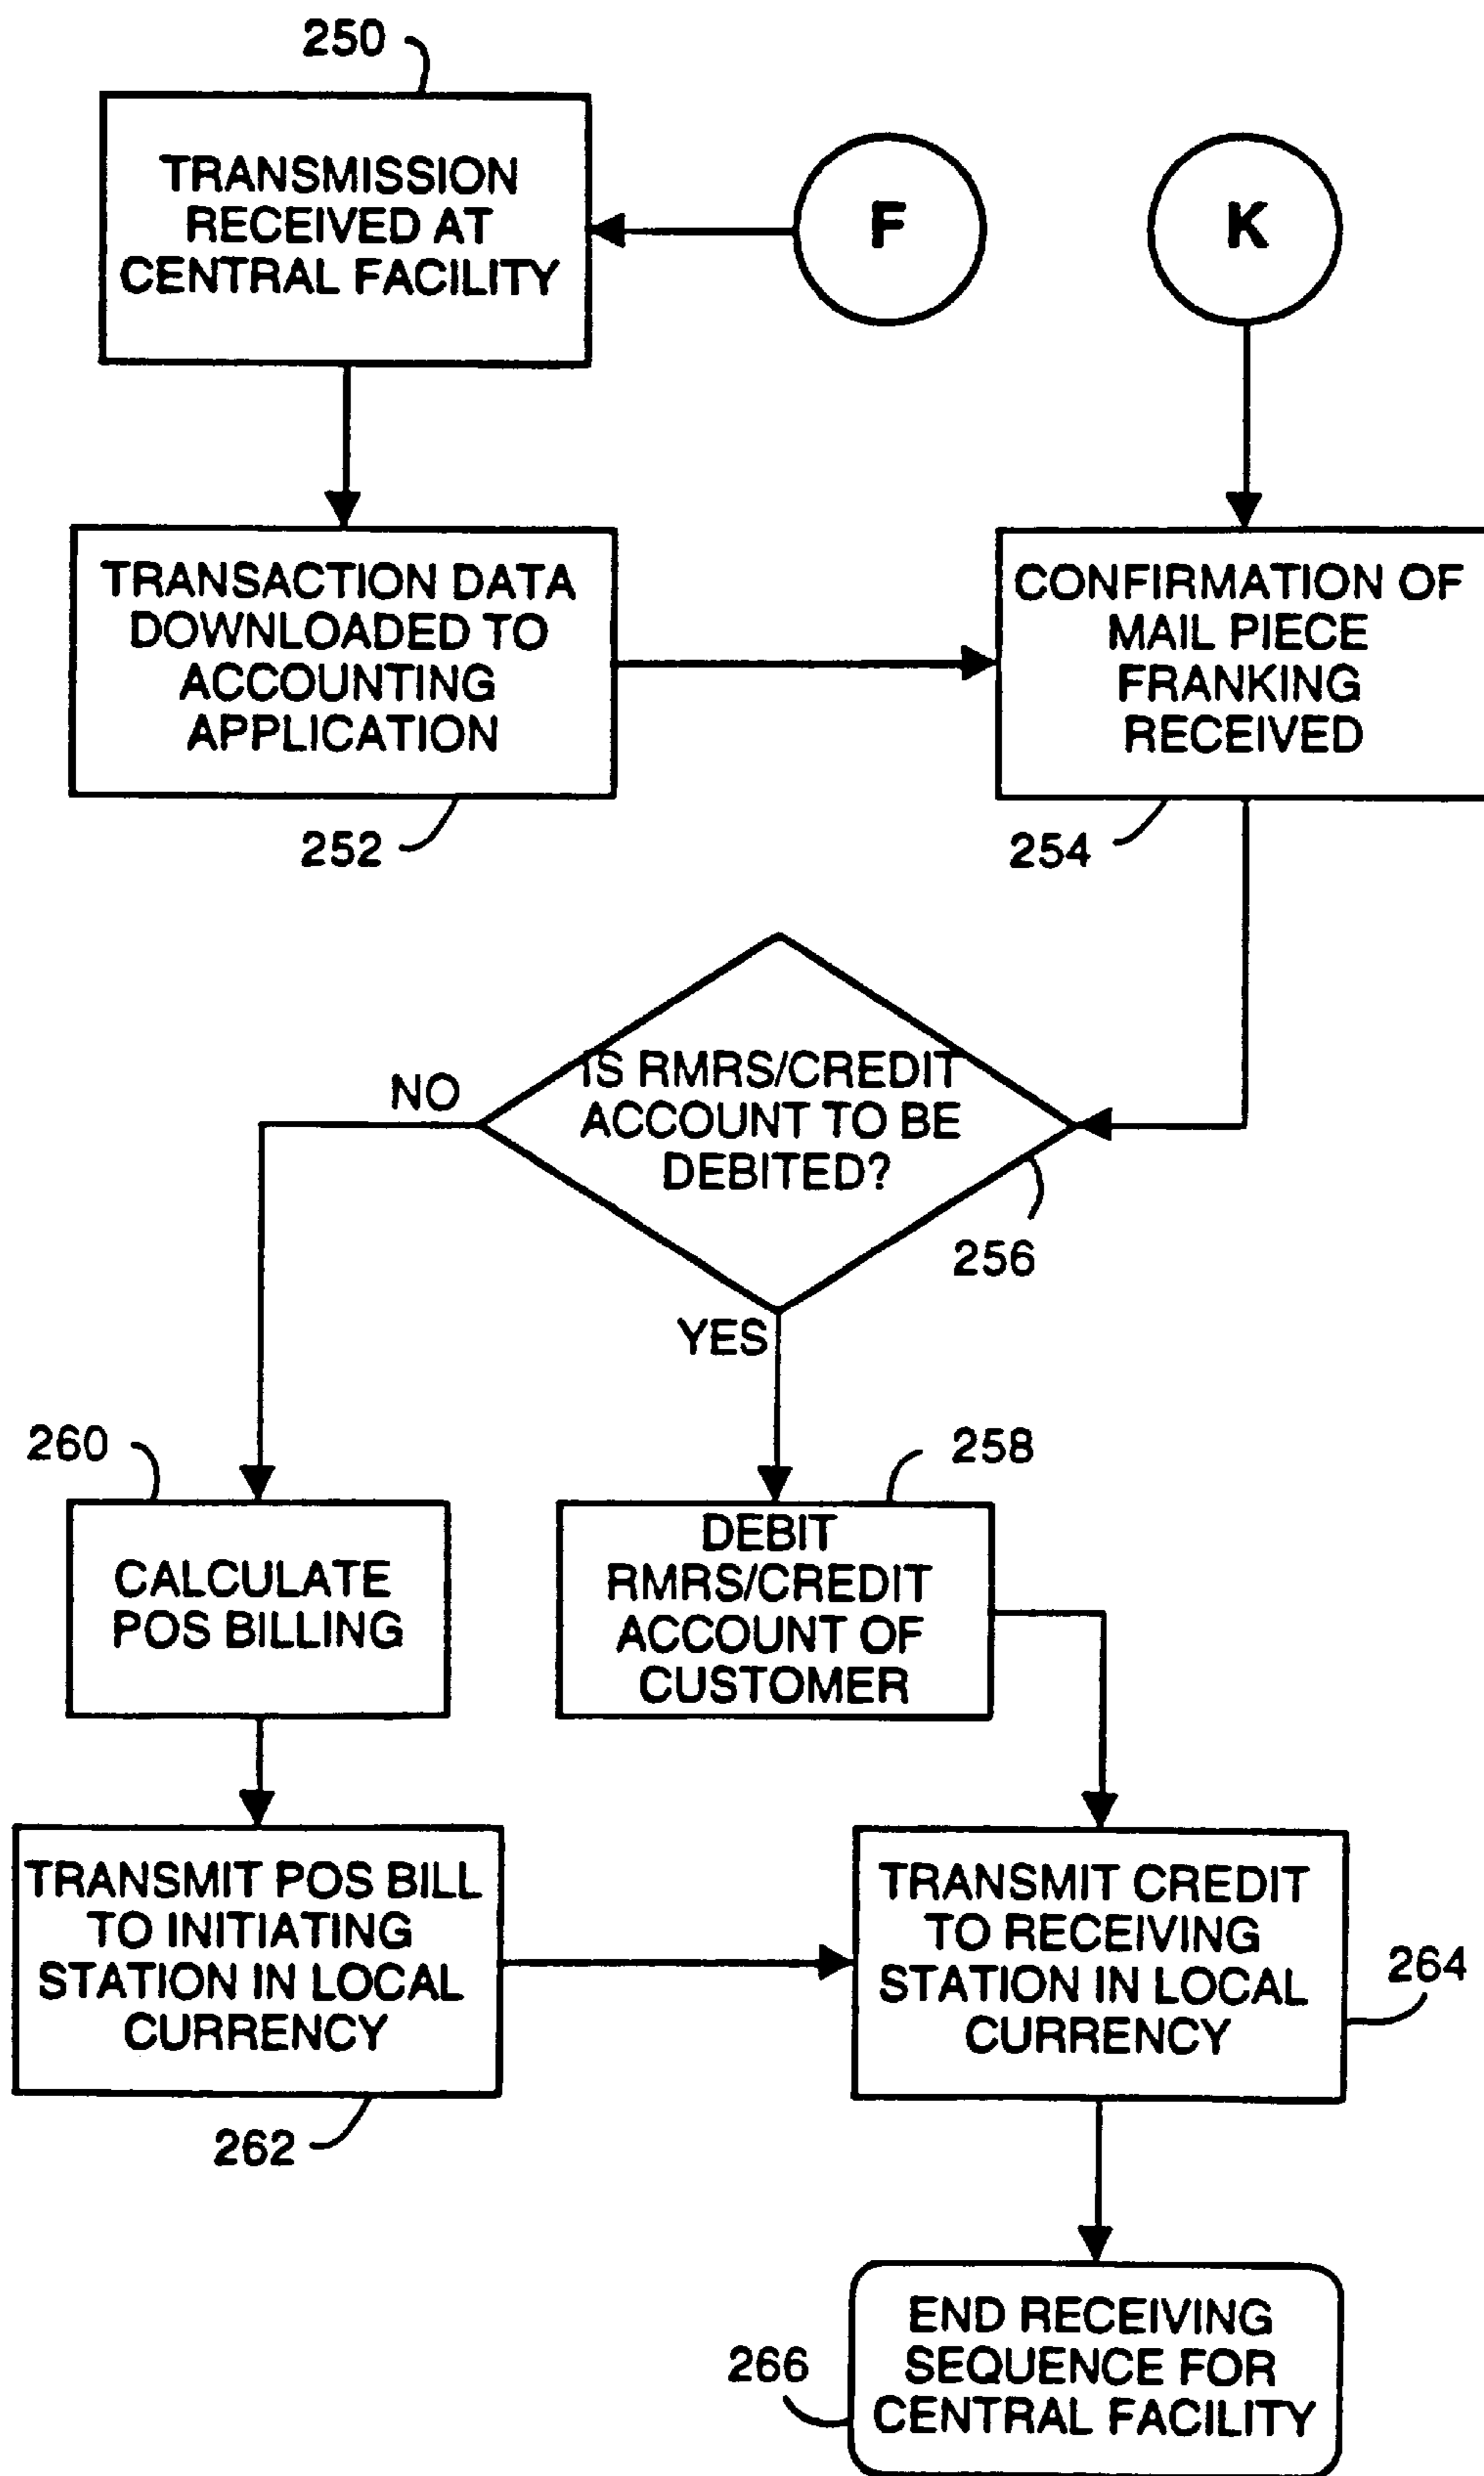 250
TRANSMISSION
RECEIVED AT
CENTRAL FACILITY
F
K
TRANSACTION DATA
DOWNLOADED TO
ACCOUNTING
APPLICATION
252
CONFIRMATION OF
MAIL PIECE
FRANKING
RECEIVED
254
IS RMRS/CREDIT
ACCOUNT TO BE
DEBITED?
256
NO
YES
260
CALCULATE
POS BILLING
258
DEBIT
RMRS/CREDIT
ACCOUNT OF
CUSTOMER
TRANSMIT POS BILL
TO INITIATING
STATION IN LOCAL
CURRENCY
262
TRANSMIT CREDIT
TO RECEIVING
STATION IN LOCAL
CURRENCY
264
END RECEIVING
SEQUENCE FOR
CENTRAL FACILITY
266